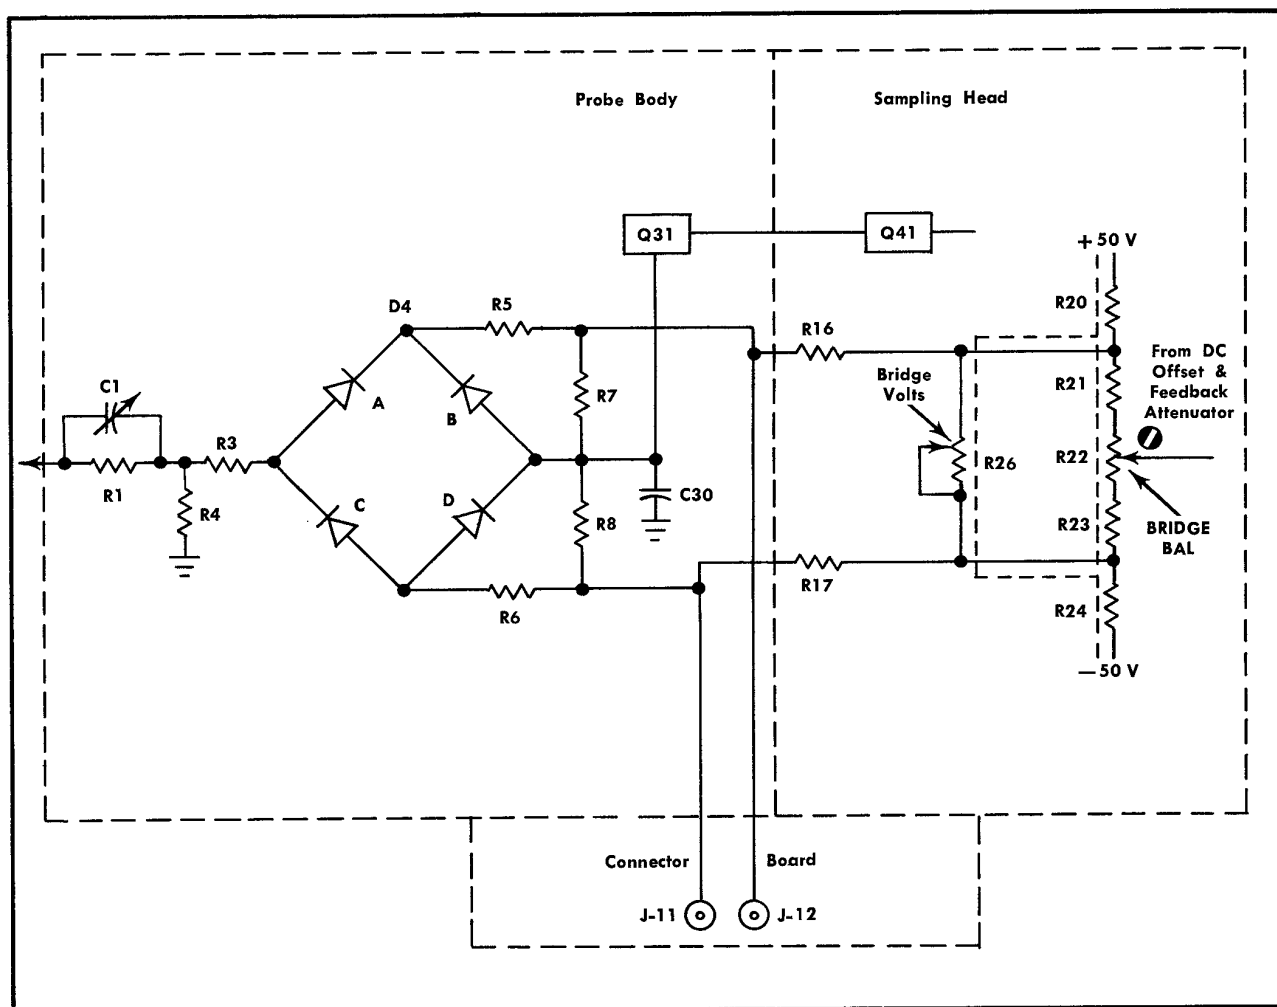 Probe Body
Sampling Head
Q31
Q41
+50 V
D4
R5
R20
R16
From DC
Offset &
Feedback
Attenuator
C1
Bridge
Volts
R21
A
B
R7
R3
R26
R22
R1
R4
C
D
C30
R8
R23
BRIDGE
BAL
R6
R17
R24
—50 V
Connector
Board
J-11
J-12